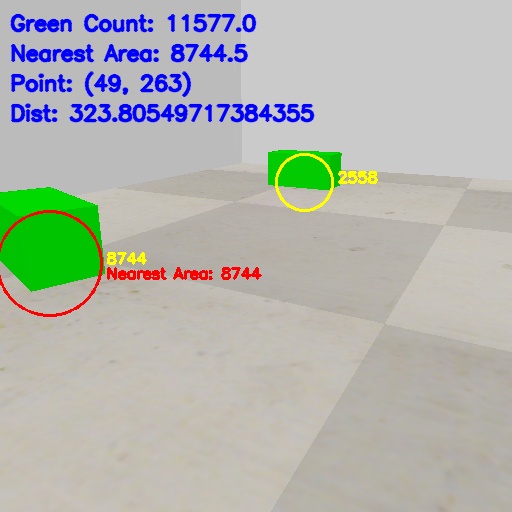 Green Count: 11577.0
Nearest Area: 8744.5
Point: (49, 263)
Dist: 323.80549717384355
2558
8744
Nearest Area: 8744